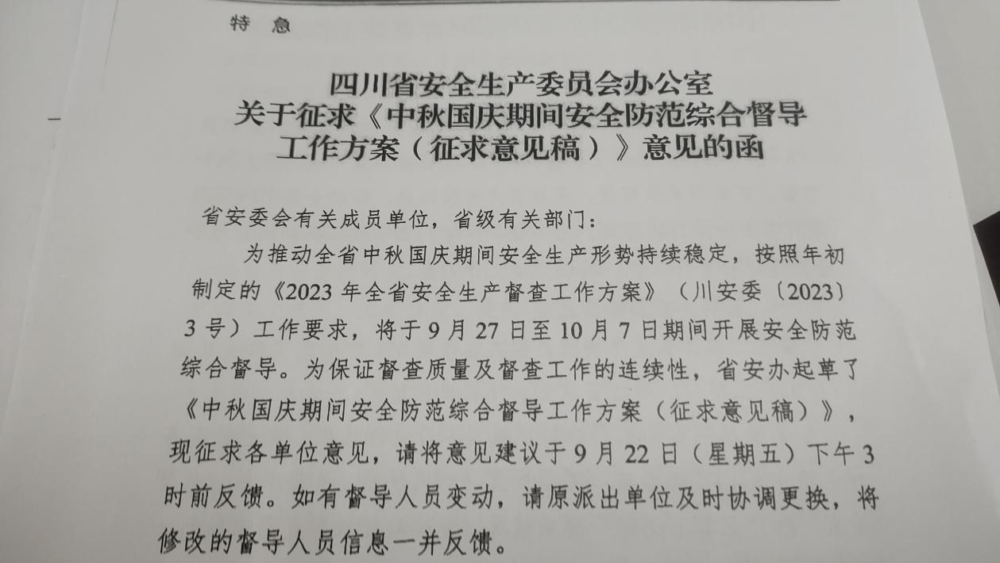 特 急
四川省安全生产委员会办公室
关于征求《中秋国庆期间安全防范综合督导
工作方案（征求意见稿）》意见的函
省安委会有关成员单位，省级有关部门：
为推动全省中秋国庆期间安全生产形势持续稳定，按照年初
制定的《2023 年全省安全生产督查工作方案》（川安委〔2023〕
3 号）工作要求，将于 9 月 27 日至 10 月 7 日期间开展安全防范
综合督导。为保证督查质量及督查工作的连续性，省安办起草了
《中秋国庆期间安全防范综合督导工作方案（征求意见稿）》，
现征求各单位意见，请将意见建议于 9 月 22 日（星期五）下午 3
时前反馈。如有督导人员变动，请原派出单位及时协调更换，将
修改的督导人员信息一并反馈。